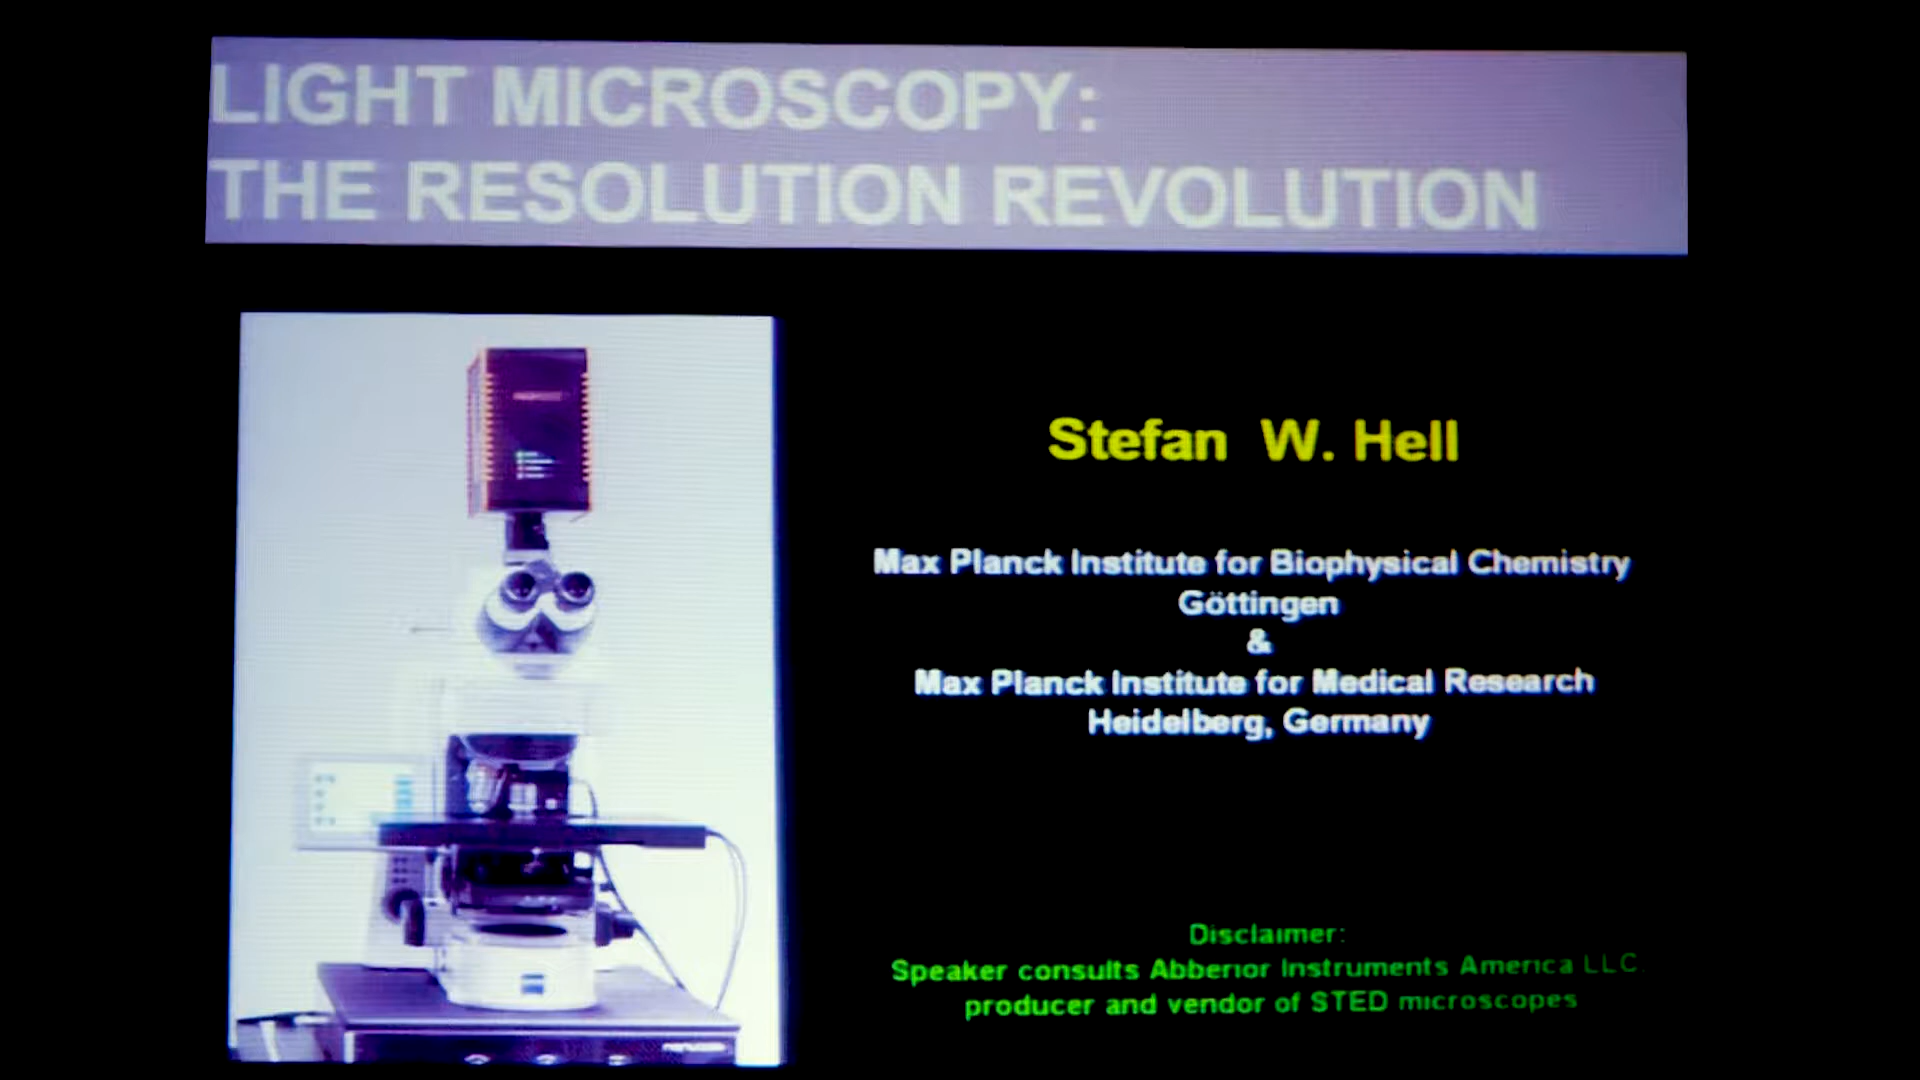 LIGHT MICROSCOPY:
THE RESOLUTION REVOLUTION
Stefan W. Hell
Max Planck Institute for Biophysical Chemistry
Göttingen
&
Max Planck Institute for Medical Research
Heidelberg, Germany
Disclaimer:
Speaker consults Abberior Instruments America LLC
producer and vendor of STED microscopes